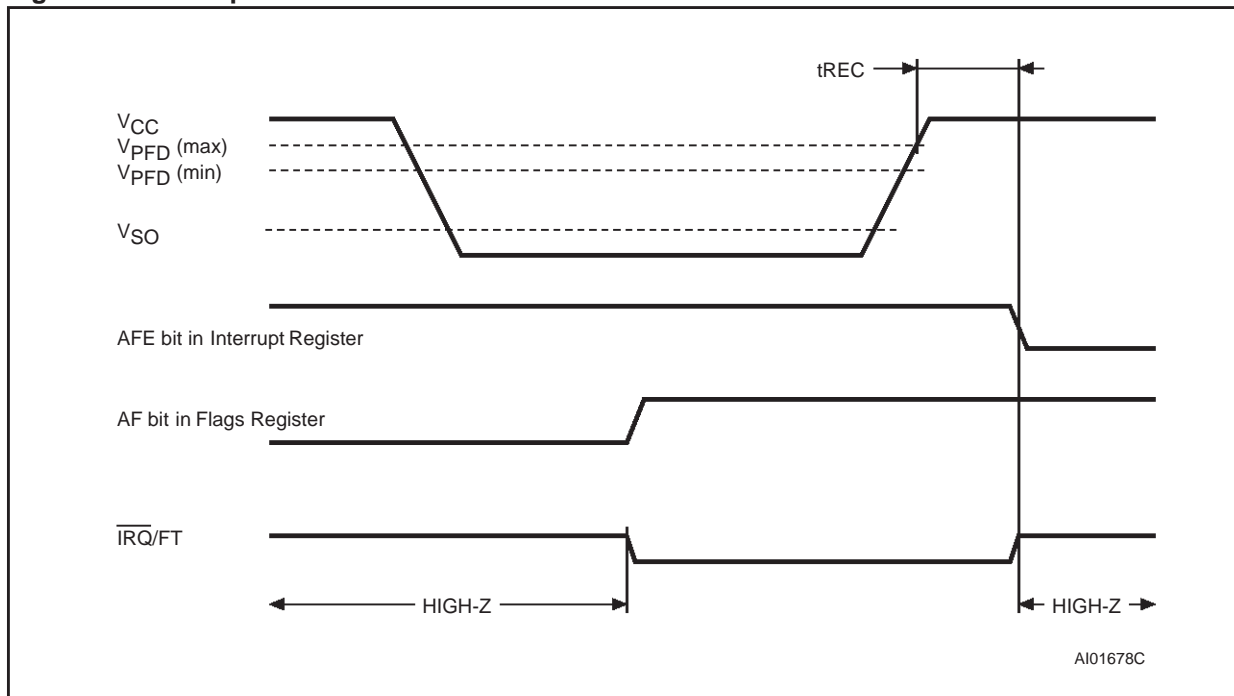 tREC
VCC
VPFD (max)
VPFD (min)
VSO
AFE bit in Interrupt Register
AF bit in Flags Register
IRQ/FT
HIGH-Z
HIGH-Z
AI01678C